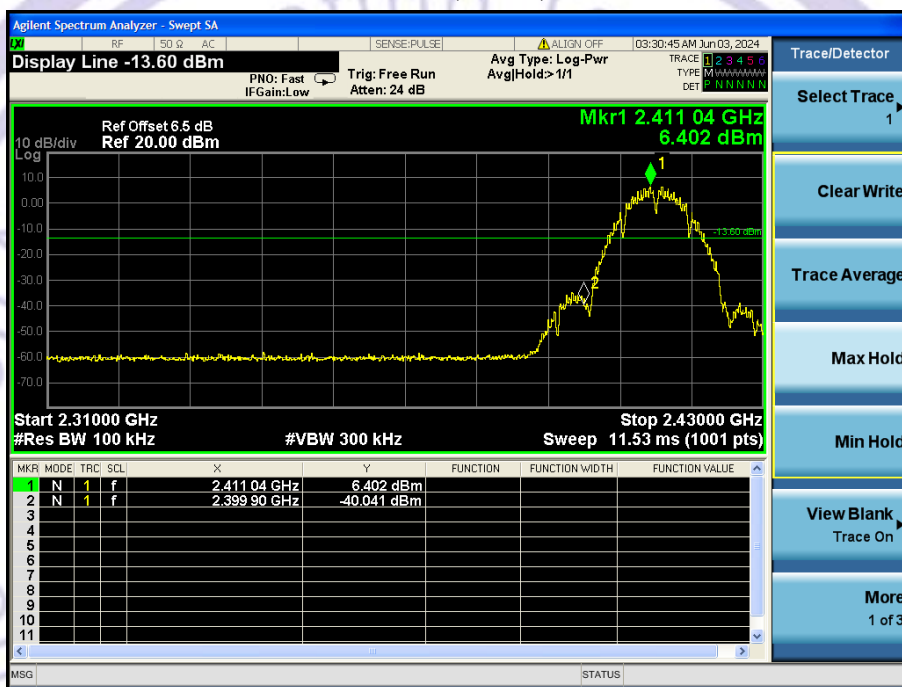 Agilent Spectrum Analyzer - Swept SA
LXI RF 50 Ω AC SENSE:PULSE ALIGN OFF 03:30:45 AM Jun 03, 2024
Display Line -13.60 dBm
PNO: Fast
IFGain:Low
Trig: Free Run
Atten: 24 dB
Avg Type: Log-Pwr
Avg|Hold:>1/1
TRACE 1 2 3 4 5 6
TYPE M W W W W W
DET P N N N N N
Mkr1 2.411 04 GHz
6.402 dBm
Ref Offset 6.5 dB
10 dB/div Ref 20.00 dBm
Log
10.0
0.00
-10.0
-20.0
-30.0
-40.0
-50.0
-60.0
-70.0
1
-13.60 dBm
2
Start 2.31000 GHz Stop 2.43000 GHz
#Res BW 100 kHz #VBW 300 kHz Sweep 11.53 ms (1001 pts)
MKR MODE TRC SCL X Y FUNCTION FUNCTION WIDTH FUNCTION VALUE
1 N 1 f 2.411 04 GHz 6.402 dBm
2 N 1 f 2.399 90 GHz -40.041 dBm
3
4
5
6
7
8
9
10
11
MSG STATUS
Trace/Detector
Select Trace
1
Clear Write
Trace Average
Max Hold
Min Hold
View Blank
Trace On
More
1 of 3